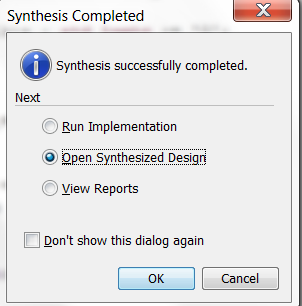 Synthesis Completed
Synthesis successfully completed.
Next
Run Implementation
Open Synthesized Design
View Reports
Don't show this dialog again
OK
Cancel